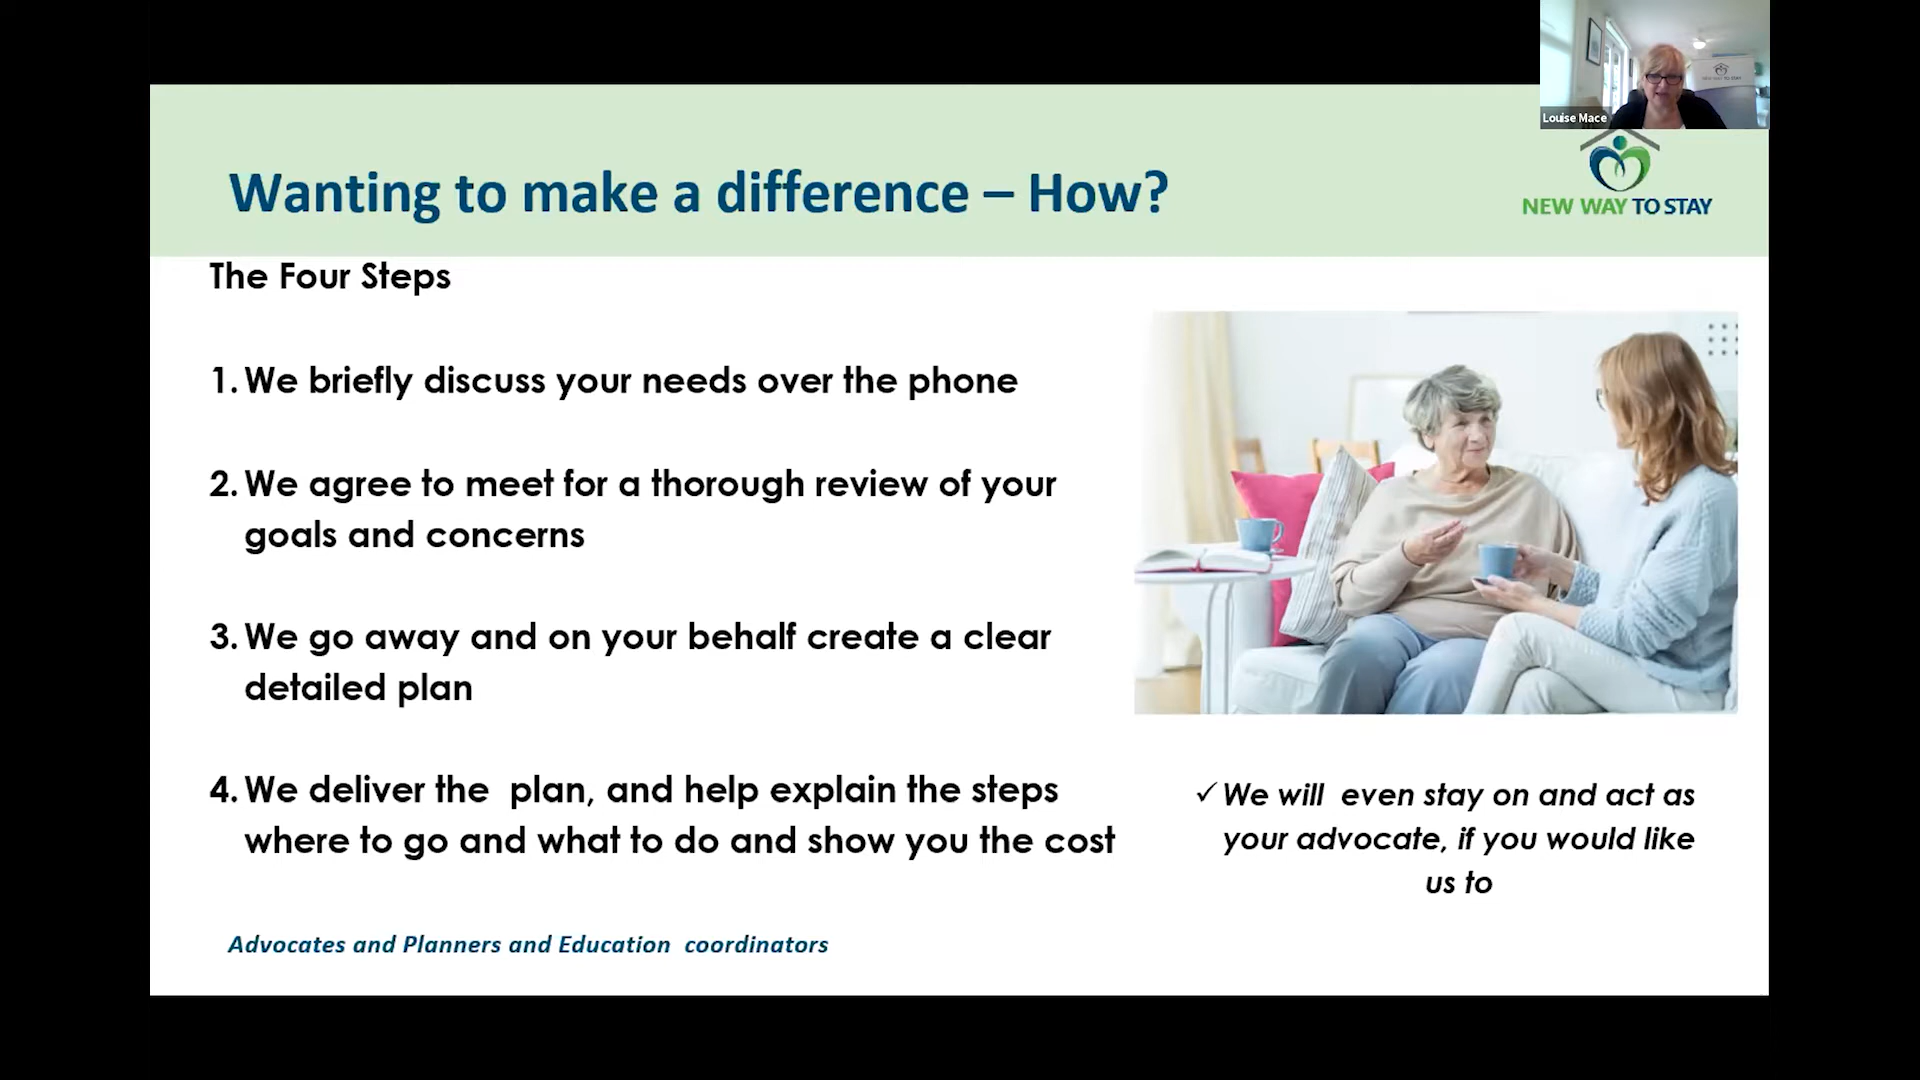 Louise Mace
Wanting to make a difference – How?
NEW WAY TO STAY
The Four Steps
1. We briefly discuss your needs over the phone
2. We agree to meet for a thorough review of your
goals and concerns
3. We go away and on your behalf create a clear
detailed plan
4. We deliver the  plan, and help explain the steps
where to go and what to do and show you the cost
✓ We will  even stay on and act as
your advocate, if you would like
us to
Advocates and Planners and Education  coordinators
NEW WAY TO STAY